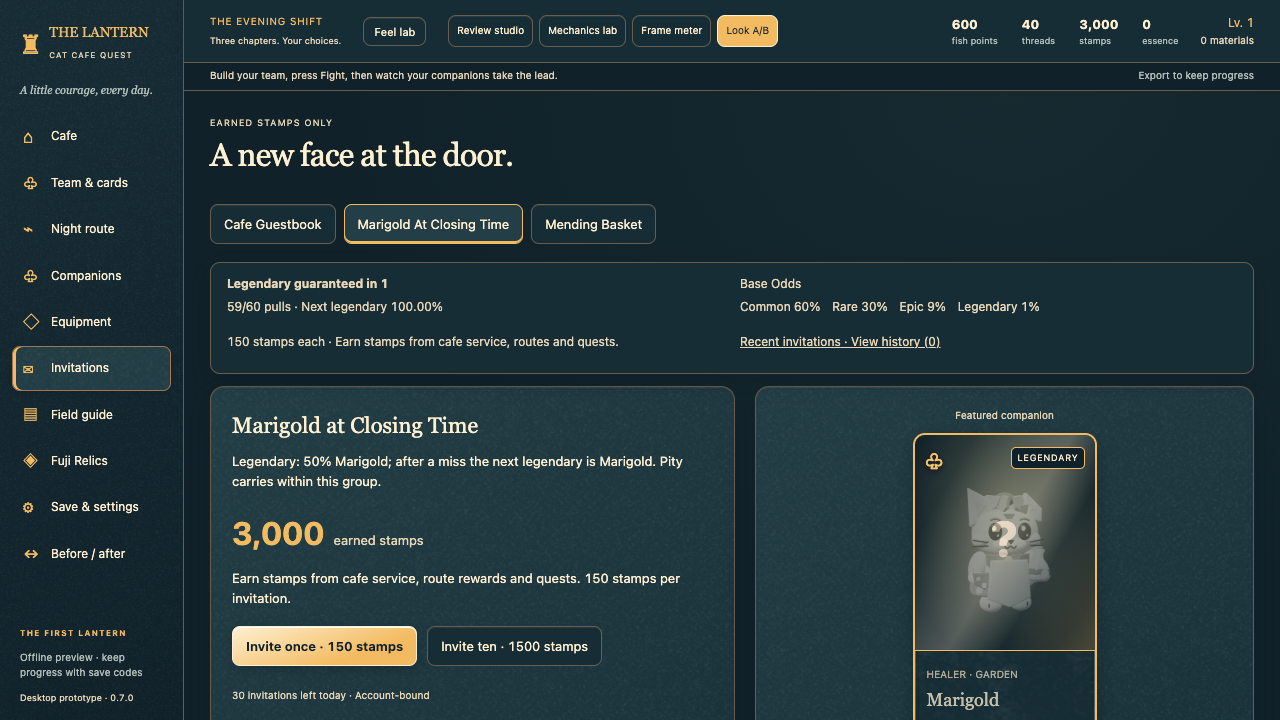 THE LANTERN
CAT CAFE QUEST
A little courage, every day.
Cafe
Team & cards
Night route
Companions
Equipment
Invitations
Field guide
Fuji Relics
Save & settings
Before / after
THE FIRST LANTERN
Offline preview · keep
progress with save codes
Desktop prototype · 0.7.0
THE EVENING SHIFT
Three chapters. Your choices.
Feel lab
Review studio
Mechanics lab
Frame meter
Look A/B
600
fish points
40
threads
3,000
stamps
0
essence
Lv. 1
0 materials
Build your team, press Fight, then watch your companions take the lead.
Export to keep progress
EARNED STAMPS ONLY
A new face at the door.
Cafe Guestbook
Marigold At Closing Time
Mending Basket
Legendary guaranteed in 1
59/60 pulls · Next legendary 100.00%
150 stamps each · Earn stamps from cafe service, routes and quests.
Base Odds
Common 60% Rare 30% Epic 9% Legendary 1%
Recent invitations · View history (0)
Marigold at Closing Time
Legendary: 50% Marigold; after a miss the next legendary is Marigold. Pity
carries within this group.
3,000 earned stamps
Earn stamps from cafe service, route rewards and quests. 150 stamps per
invitation.
Invite once · 150 stamps
Invite ten · 1500 stamps
30 invitations left today · Account-bound
Featured companion
LEGENDARY
?
HEALER · GARDEN
Marigold